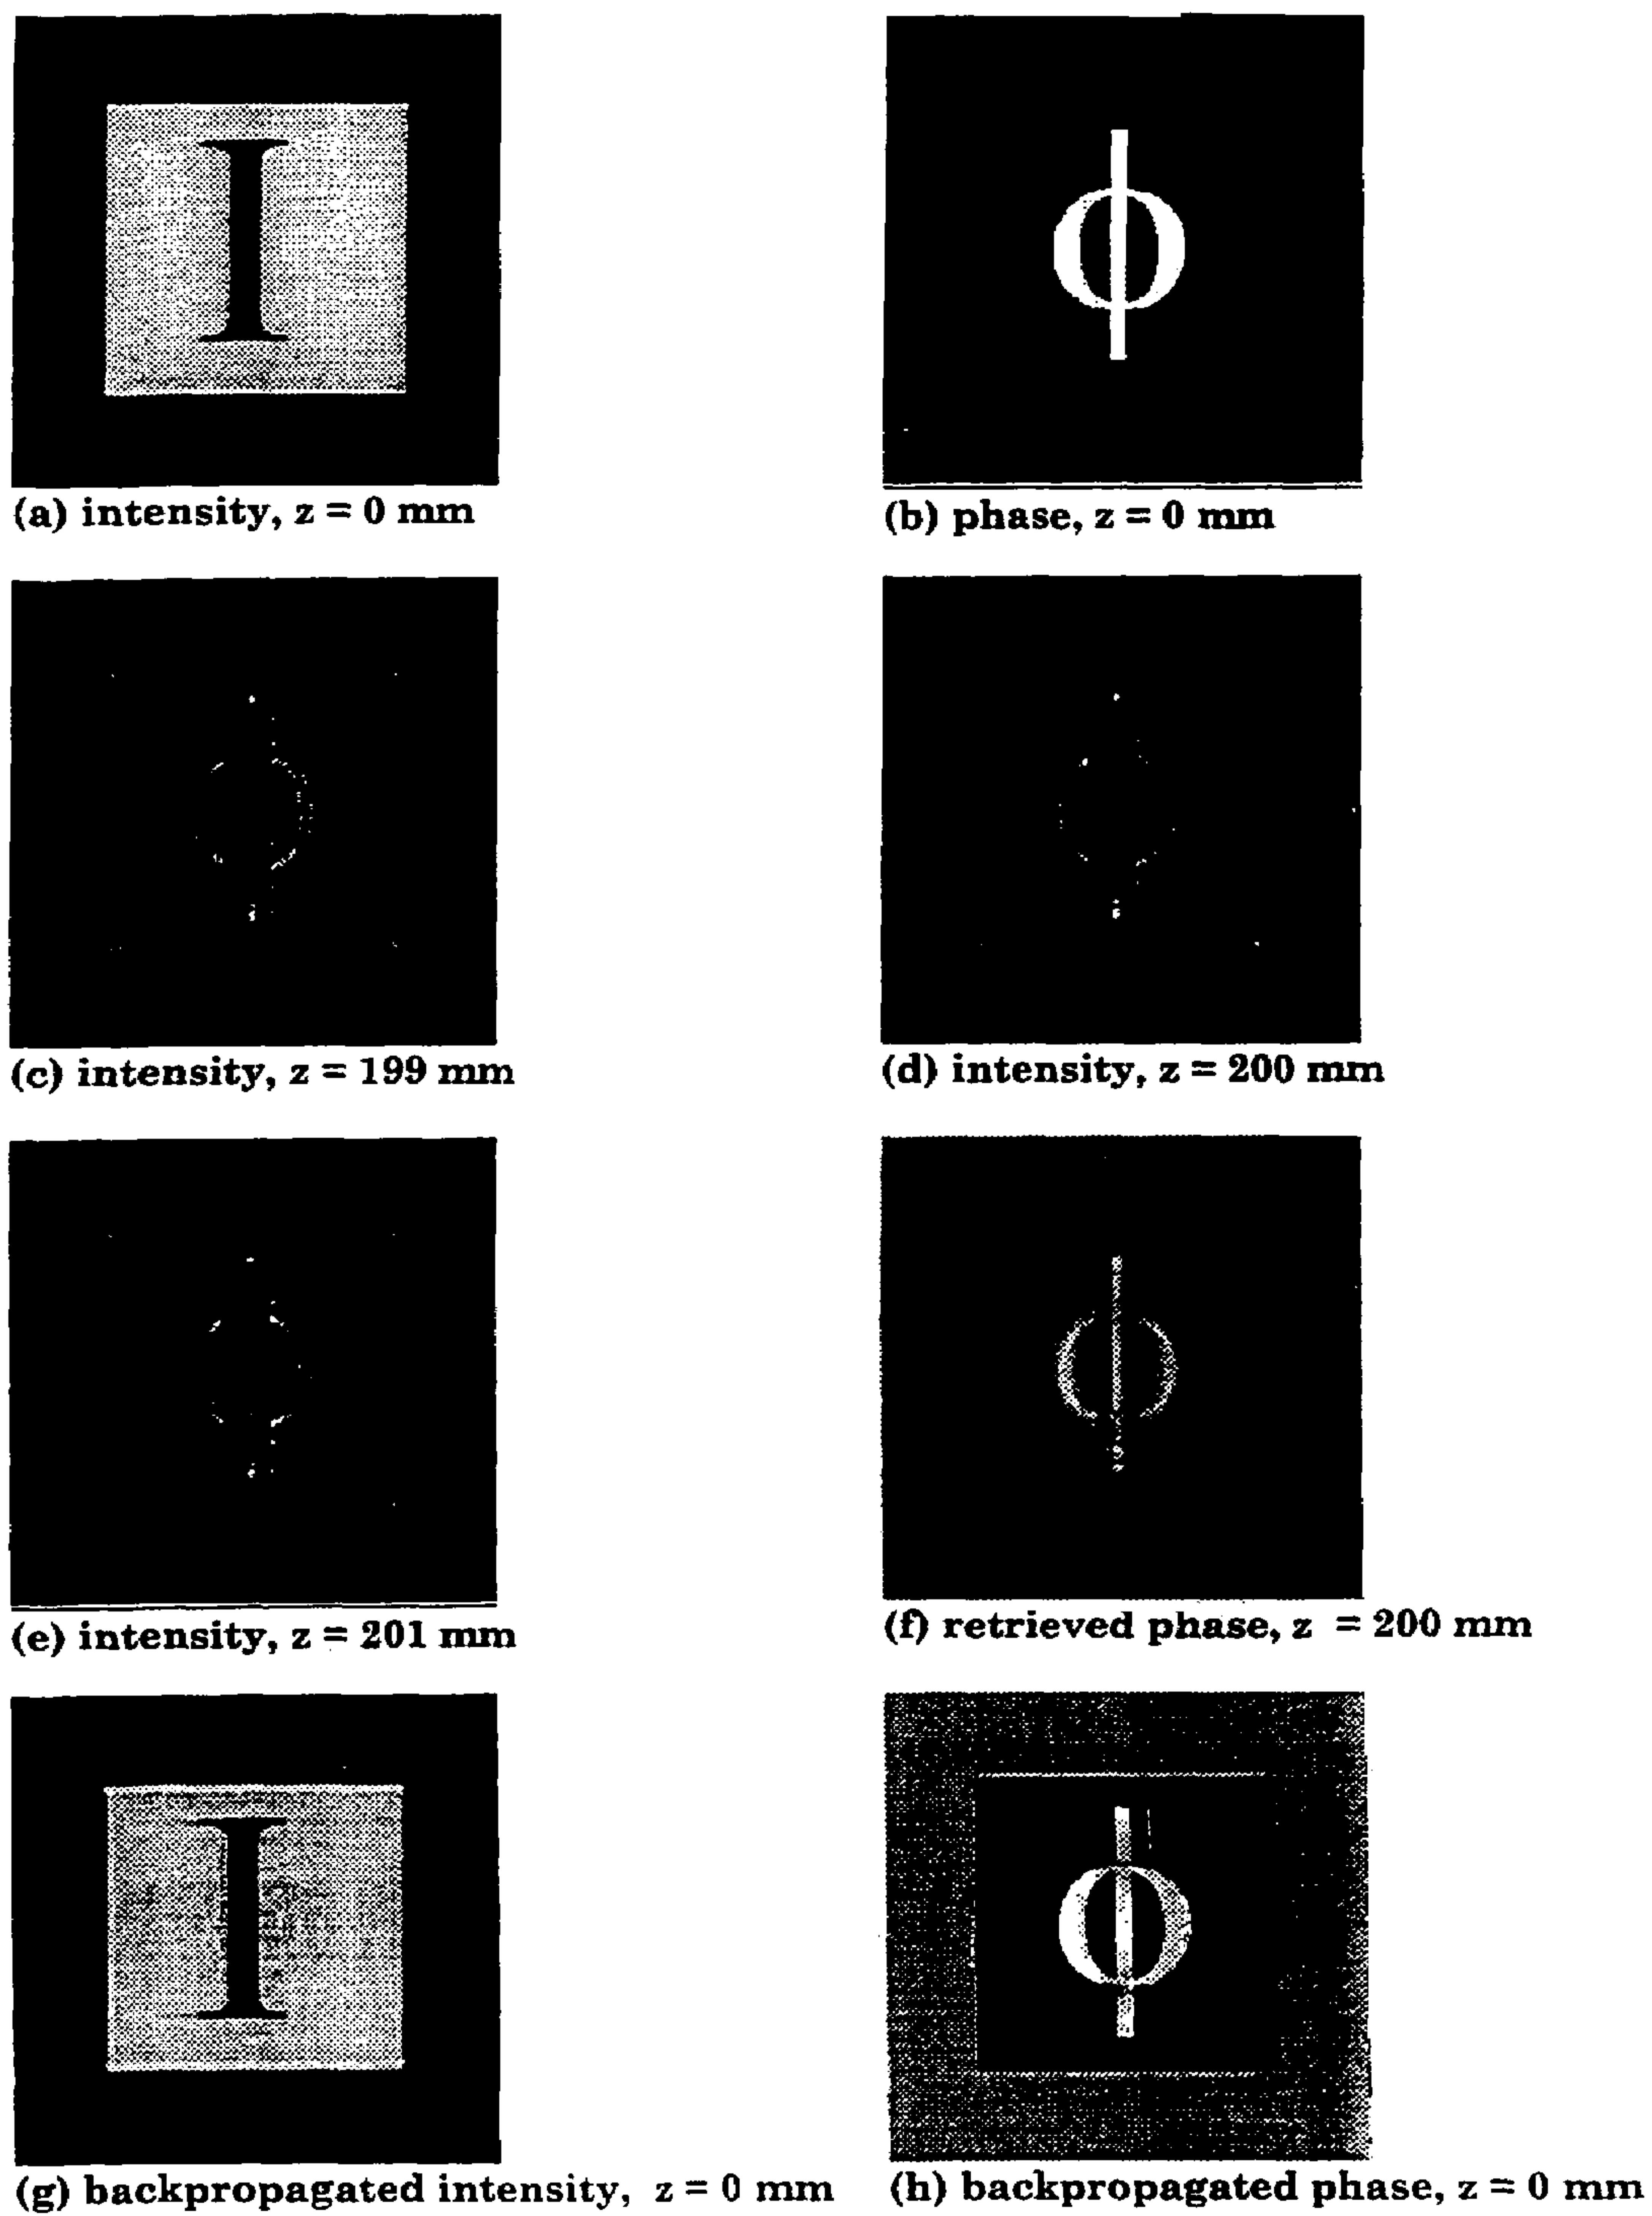 I
Φ
(a) intensity, z = 0 mm
(b) phase, z = 0 mm
(c) intensity, z = 199 mm
(d) intensity, z = 200 mm
Φ
(e) intensity, z = 201 mm
(f) retrieved phase, z = 200 mm
I
Φ
(g) backpropagated intensity, z = 0 mm
(h) backpropagated phase, z = 0 mm